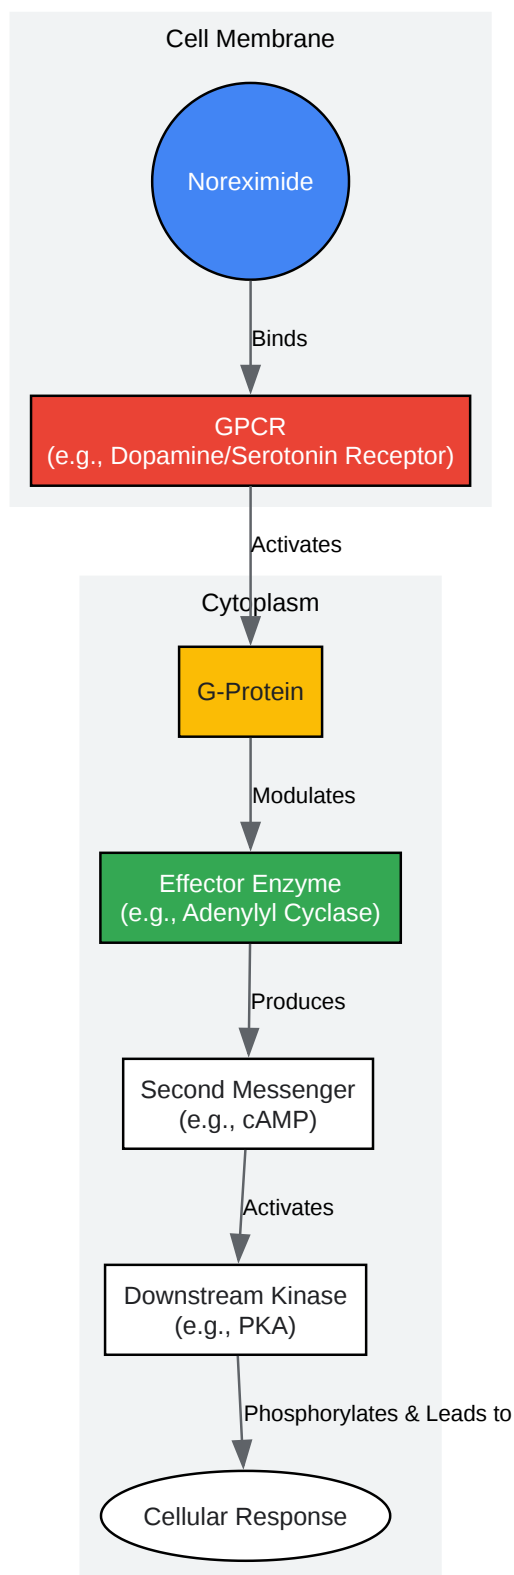 Cell Membrane
Noreximide
Binds
GPCR
(e.g., Dopamine/Serotonin Receptor)
Activates
Cytoplasm
G-Protein
Modulates
Effector Enzyme
(e.g., Adenylyl Cyclase)
Produces
Second Messenger
(e.g., cAMP)
Activates
Downstream Kinase
(e.g., PKA)
Phosphorylates & Leads to
Cellular Response